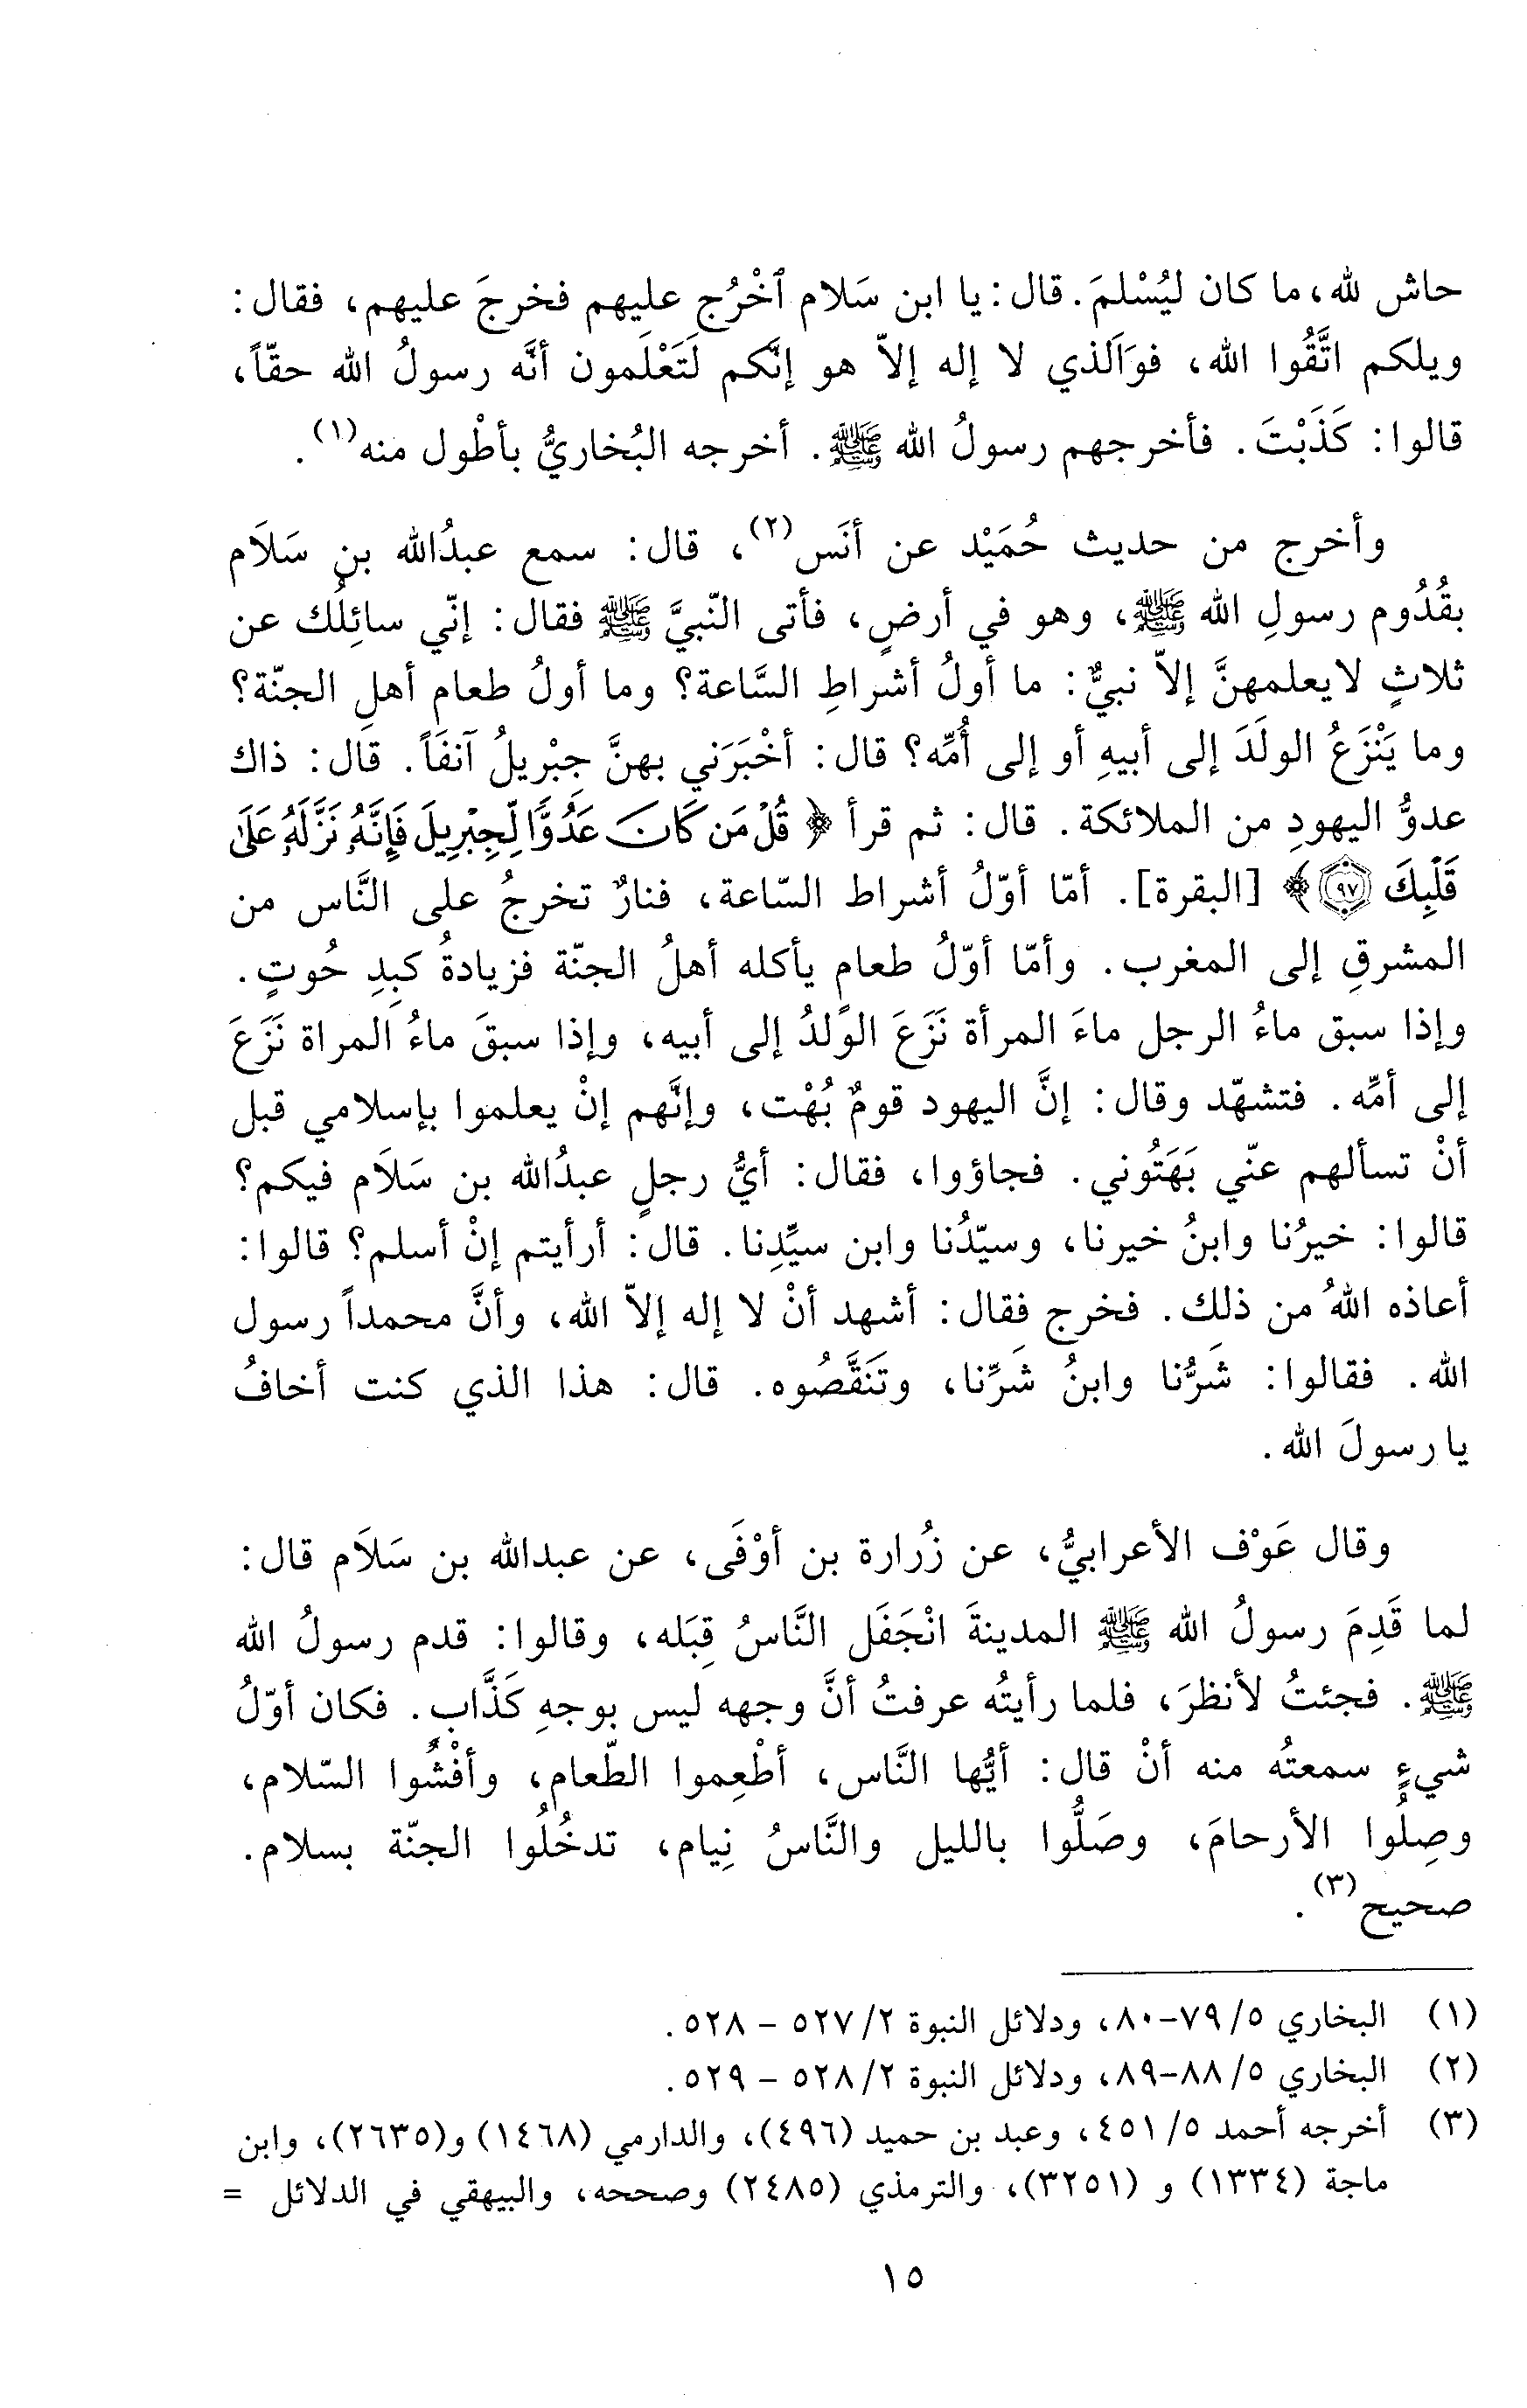 حاش لله، ما كان ليُسْلمَ. قال: يا ابن سَلام ٱخْرُج عليهم فخرجَ عليهم، فقال:
ويلكم اتَّقُوا الله، فوَاَلذي لا إله إلاّ هو إنَّكم لَتَعْلَمون أنَّه رسولُ الله حقّاً،
قالوا: كَذَبْتَ. فأخرجهم رسولُ الله ﷺ. أخرجه البُخاريُّ بأطْول منه(١).
وأخرج من حديث حُمَيْد عن أنَس(٢)، قال: سمع عبدُالله بن سَلاَم
بقُدُوم رسولِ الله ﷺ، وهو في أرضٍ، فأتى النّبيَّ ﷺ فقال: إنّي سائِلُك عن
ثلاثٍ لايعلمهنَّ إلاّ نبيٌّ: ما أولُ أشراطِ السَّاعة؟ وما أولُ طعام أهلِ الجنّة؟
وما يَنْزَعُ الولَدَ إلى أبيهِ أو إلى أُمِّه؟ قال: أخْبَرَني بهنَّ جِبْريلُ آنفَاً. قال: ذاك
عدوُّ اليهودِ من الملائكة. قال: ثم قرأ ﴿ قُلْ مَن كَانَ عَدُوًّا لِّجِبْرِيلَ فَإِنَّهُۥ نَزَّلَهُۥ عَلَىٰ
قَلْبِكَ ٩٧ ﴾ [البقرة]. أمّا أوّلُ أشراط السّاعة، فنارٌ تخرجُ على النَّاس من
المشرقِ إلى المغرب. وأمّا أوّلُ طعامٍ يأكله أهلُ الجنّة فزيادةُ كبِدِ حُوتٍ.
وإذا سبق ماءُ الرجل ماءَ المرأة نَزَعَ الولدُ إلى أبيه، وإذا سبقَ ماءُ المراة نَزَعَ
إلى أمِّه. فتشهّد وقال: إنَّ اليهود قومٌ بُهْت، وإنَّهم إنْ يعلموا بإسلامي قبل
أنْ تسألهم عنّي بَهَتُوني. فجاؤوا، فقال: أيُّ رجلٍ عبدُالله بن سَلاَم فيكم؟
قالوا: خيرُنا وابنُ خيرنا، وسيّدُنا وابن سيِّدِنا. قال: أرأيتم إنْ أسلم؟ قالوا:
أعاذه اللهُ من ذلك. فخرج فقال: أشهد أنْ لا إله إلاّ الله، وأنَّ محمداً رسول
الله. فقالوا: شَرُّنا وابنُ شَرِّنا، وتَنَقَّصُوه. قال: هذا الذي كنت أخافُ
يا رسولَ الله.
وقال عَوْف الأعرابيُّ، عن زُرارة بن أوْفَى، عن عبدالله بن سَلاَم قال:
لما قَدِمَ رسولُ الله ﷺ المدينةَ انْجَفَل النَّاسُ قِبَله، وقالوا: قدم رسولُ الله
ﷺ. فجئتُ لأنظرَ، فلما رأيتُه عرفتُ أنَّ وجهه ليس بوجهِ كَذَّابٍ. فكان أوّلُ
شيءٍ سمعتُه منه أنْ قال: أيُّها النَّاس، أطْعِموا الطّعام، وأفْشُوا السّلام،
وصِلُوا الأرحامَ، وصَلُّوا بالليل والنَّاسُ نِيام، تدخُلُوا الجنّة بسلام.
صحيح(٣).
(١) البخاري ٥/ ٧٩-٨٠، ودلائل النبوة ٢/ ٥٢٧ - ٥٢٨.
(٢) البخاري ٥/ ٨٨-٨٩، ودلائل النبوة ٢/ ٥٢٨ - ٥٢٩.
(٣) أخرجه أحمد ٥/ ٤٥١، وعبد بن حميد (٤٩٦)، والدارمي (١٤٦٨) و(٢٦٣٥)، وابن
ماجة (١٣٣٤) و (٣٢٥١)، والترمذي (٢٤٨٥) وصححه، والبيهقي في الدلائل =
١٥